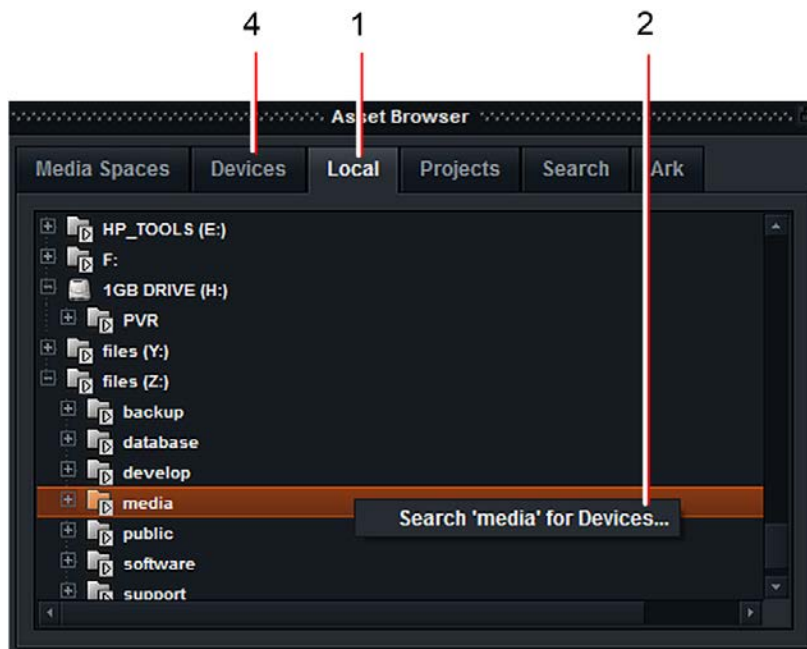 4 1 2
Asset Browser
Media Spaces Devices Local Projects Search Ark
HP_TOOLS (E:)
F:
1GB DRIVE (H:)
PVR
files (Y:)
files (Z:)
backup
database
develop
media
Search 'media' for Devices...
public
software
support